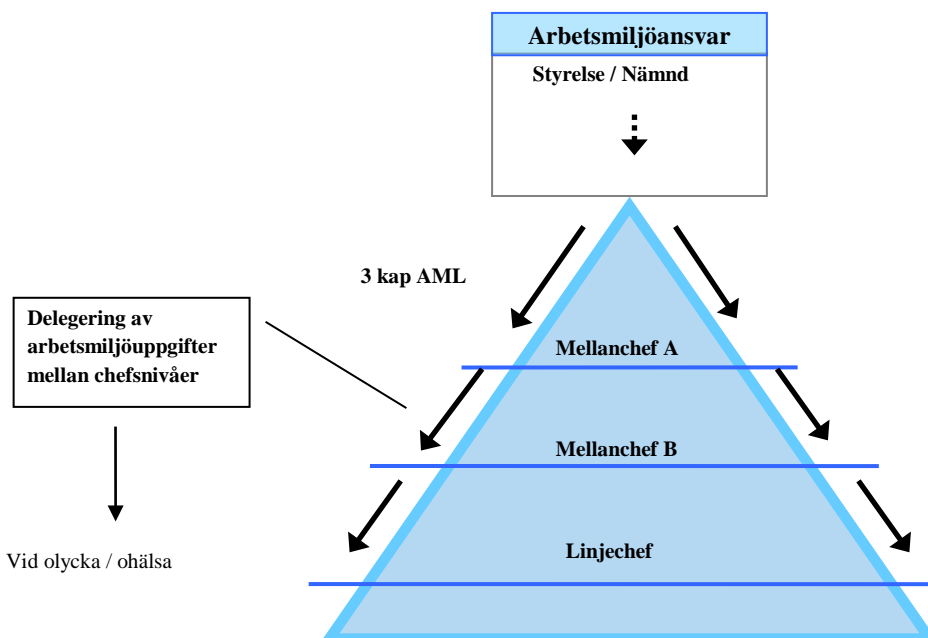 Arbetsmiljöansvar
Styrelse / Nämnd
3 kap AML
Delegering av
arbetsmiljöuppgifter
mellan chefsnivåer
Mellanchef A
Mellanchef B
Linjechef
Vid olycka / ohälsa